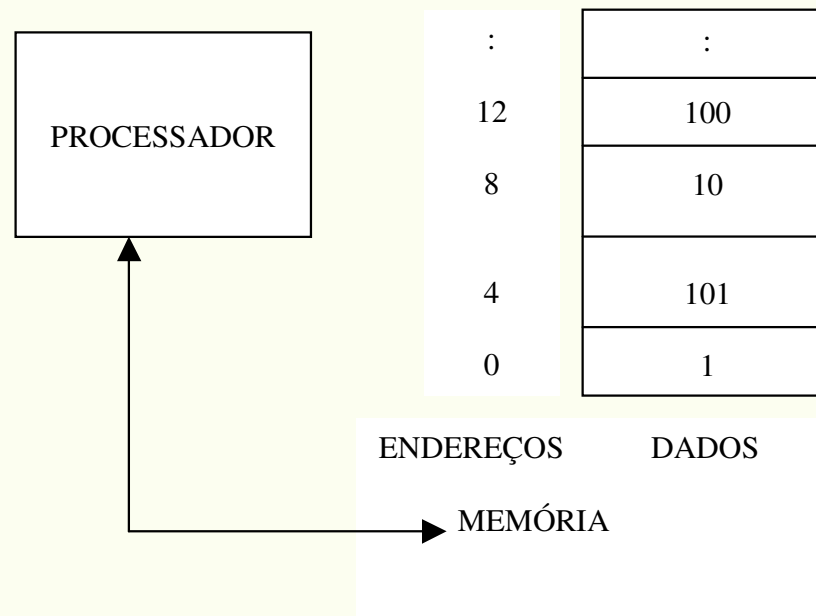 PROCESSADOR
: :
12 100
8 10
4 101
0 1
ENDEREÇOS DADOS
MEMÓRIA